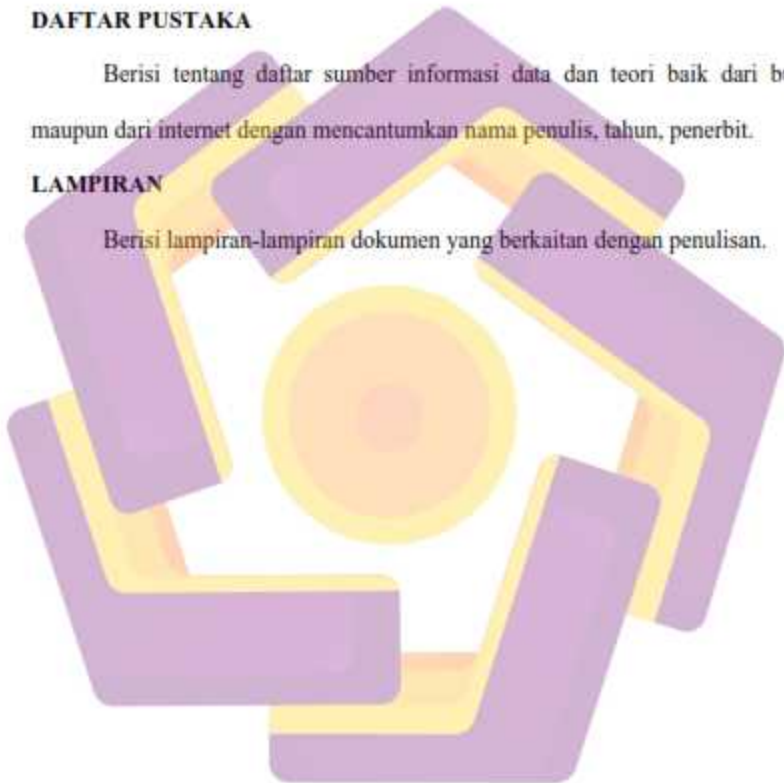 DAFTAR PUSTAKA
Berisi tentang daftar sumber informasi data dan teori baik dari
maupun dari internet dengan mencantumkan nama penulis, tahun, penerbit.
LAMPIRAN
Berisi lampiran-lampiran dokumen yang berkaitan dengan penulisan.